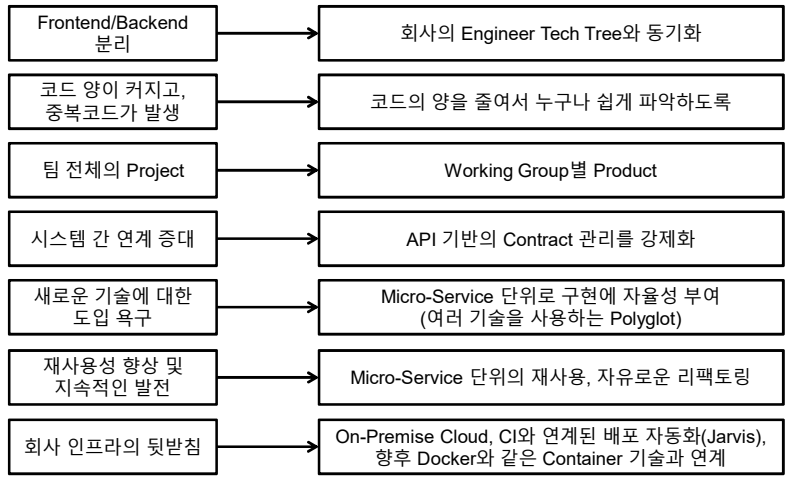 Frontend/Backend
분리
회사의 Engineer Tech Tree와 동기화
코드 양이 커지고,
중복코드가 발생
코드의 양을 줄여서 누구나 쉽게 파악하도록
팀 전체의 Project
Working Group별 Product
시스템 간 연계 증대
API 기반의 Contract 관리를 강제화
새로운 기술에 대한
도입 욕구
Micro-Service 단위로 구현에 자율성 부여
(여러 기술을 사용하는 Polyglot)
재사용성 향상 및
지속적인 발전
Micro-Service 단위의 재사용, 자유로운 리팩토링
회사 인프라의 뒷받침
On-Premise Cloud, CI와 연계된 배포 자동화(Jarvis),
향후 Docker와 같은 Container 기술과 연계